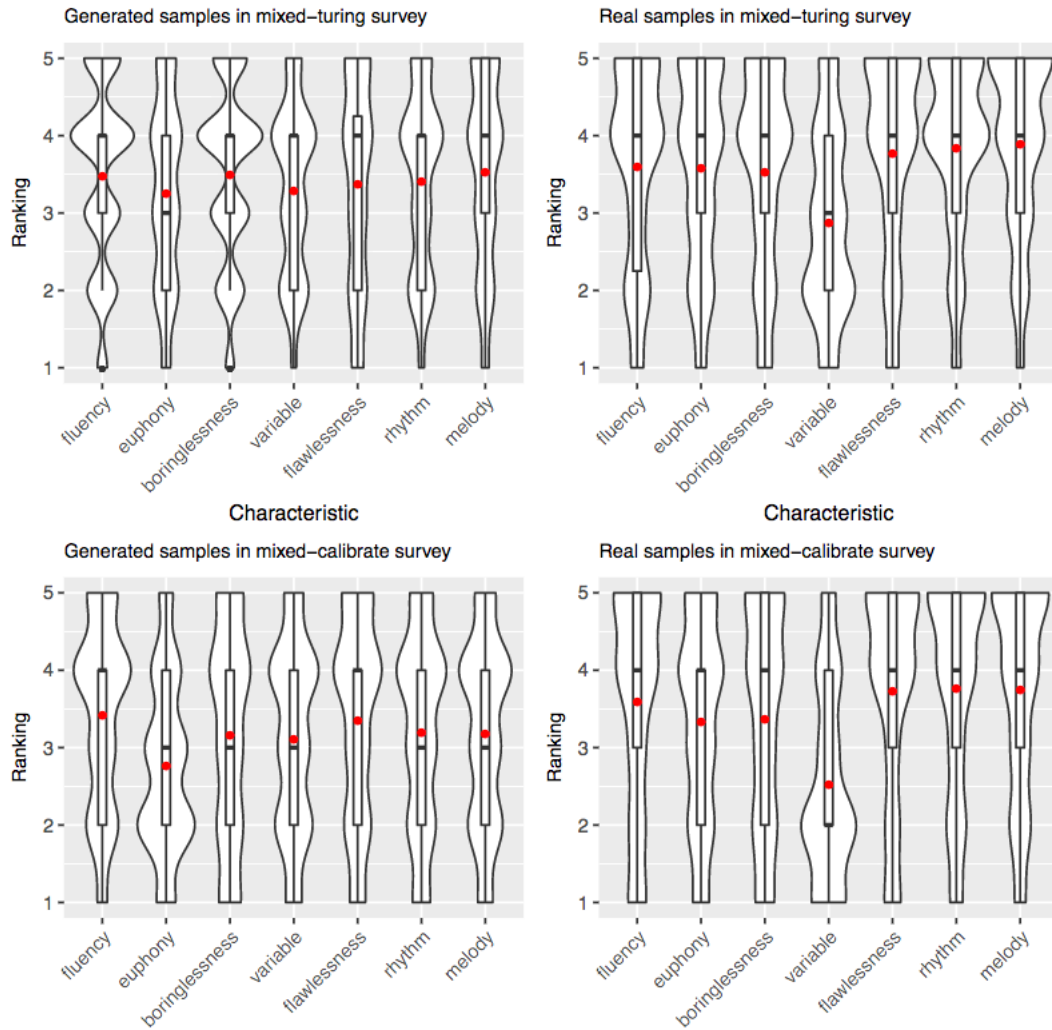 Generated samples in mixed−turing survey
Ranking
5
4
3
2
1
fluency
euphony
boringlessness
variable
flawlessness
rhythm
melody
Characteristic
Real samples in mixed−turing survey
Ranking
5
4
3
2
1
fluency
euphony
boringlessness
variable
flawlessness
rhythm
melody
Characteristic
Generated samples in mixed−calibrate survey
Ranking
5
4
3
2
1
fluency
euphony
boringlessness
variable
flawlessness
rhythm
melody
Real samples in mixed−calibrate survey
Ranking
5
4
3
2
1
fluency
euphony
boringlessness
variable
flawlessness
rhythm
melody